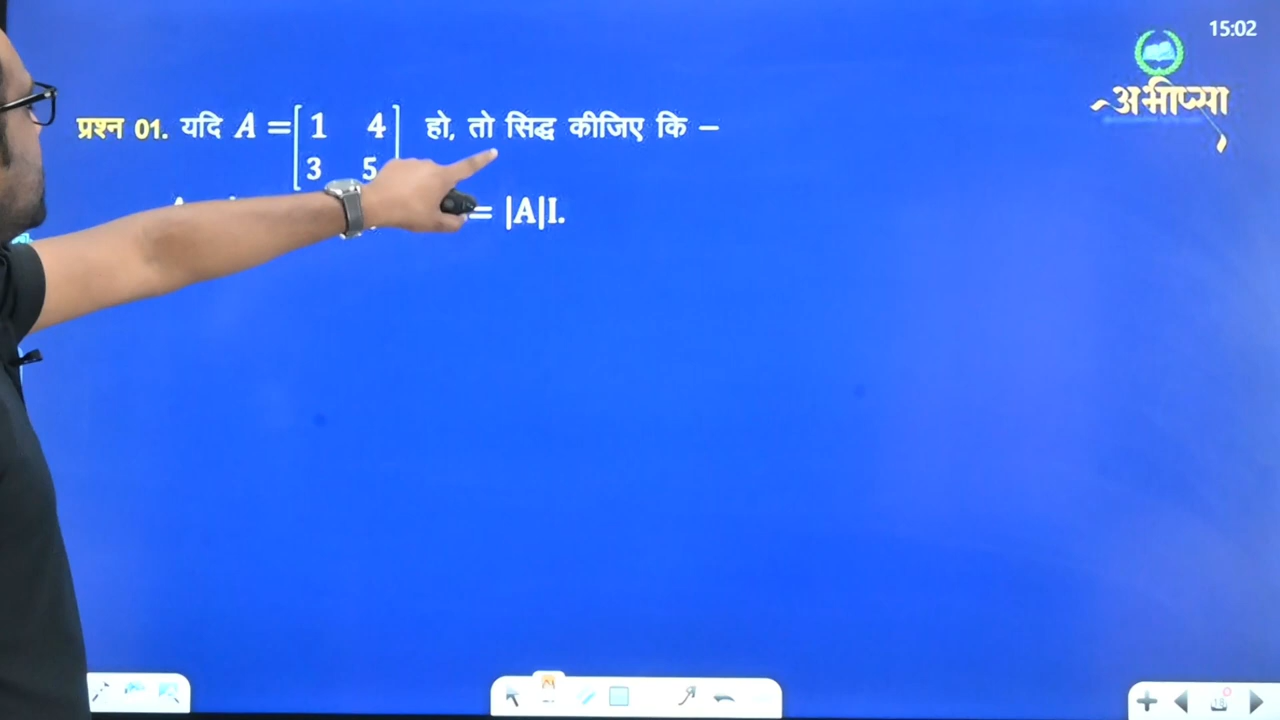 15:02
अभीप्सा
प्रश्न 01. यदि A = [1 4] हो, तो सिद्ध कीजिए कि –
[3 5]
= |A|I.